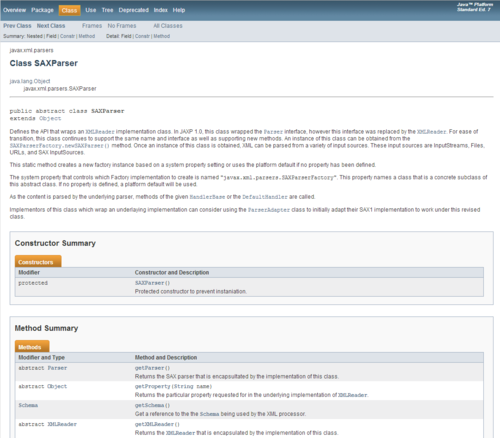 Java™ Platform
Standard Ed. 7
Overview Package Class Use Tree Deprecated Index Help
Prev Class Next Class Frames No Frames All Classes
Summary: Nested | Field | Constr | Method Detail: Field | Constr | Method
javax.xml.parsers
Class SAXParser
java.lang.Object
javax.xml.parsers.SAXParser
public abstract class SAXParser
extends Object
Defines the API that wraps an XMLReader implementation class. In JAXP 1.0, this class wrapped the Parser interface, however this interface was replaced by the XMLReader. For ease of
transition, this class continues to support the same name and interface as well as supporting new methods. An instance of this class can be obtained from the
SAXParserFactory.newSAXParser() method. Once an instance of this class is obtained, XML can be parsed from a variety of input sources. These input sources are InputStreams, Files,
URLs, and SAX InputSources.
This static method creates a new factory instance based on a system property setting or uses the platform default if no property has been defined.
The system property that controls which Factory implementation to create is named "javax.xml.parsers.SAXParserFactory". This property names a class that is a concrete subclass of
this abstract class. If no property is defined, a platform default will be used.
As the content is parsed by the underlying parser, methods of the given HandlerBase or the DefaultHandler are called.
Implementors of this class which wrap an underlaying implementation can consider using the ParserAdapter class to initially adapt their SAX1 implementation to work under this revised
class.
Constructor Summary
Constructors
Modifier Constructor and Description
protected SAXParser()
Protected constructor to prevent instaniation.
Method Summary
Methods
Modifier and Type Method and Description
abstract Parser getParser()
Returns the SAX parser that is encapsultated by the implementation of this class.
abstract Object getProperty(String name)
Returns the particular property requested for in the underlying implementation of XMLReader.
Schema getSchema()
Get a reference to the the Schema being used by the XML processor.
abstract XMLReader getXMLReader()
Returns the XMLReader that is encapsulated by the implementation of this class.